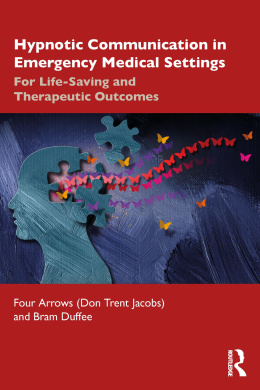 Hypnotic Communication in
Emergency Medical Settings
For Life-Saving and
Therapeutic Outcomes
Four Arrows (Don Trent Jacobs)
and Bram Duffee
ROUTLEDGE